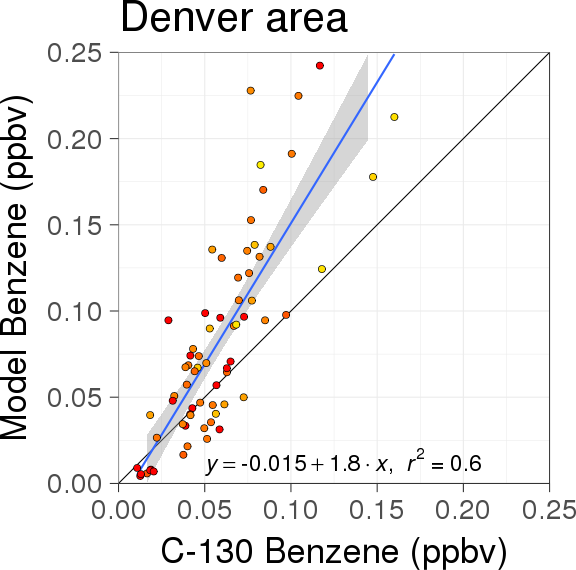 Denver area
Model Benzene (ppbv)
0.25
0.20
0.15
0.10
0.05
0.00
y = -0.015 + 1.8 · x, r² = 0.6
0.00 0.05 0.10 0.15 0.20 0.25
C-130 Benzene (ppbv)